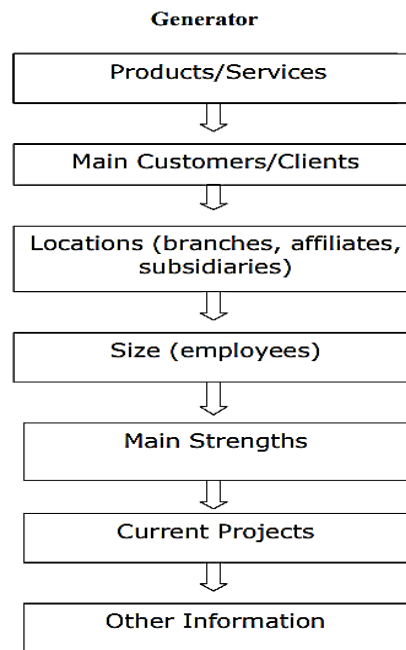 Generator
Products/Services
Main Customers/Clients
Locations (branches, affiliates,
subsidiaries)
Size (employees)
Main Strengths
Current Projects
Other Information